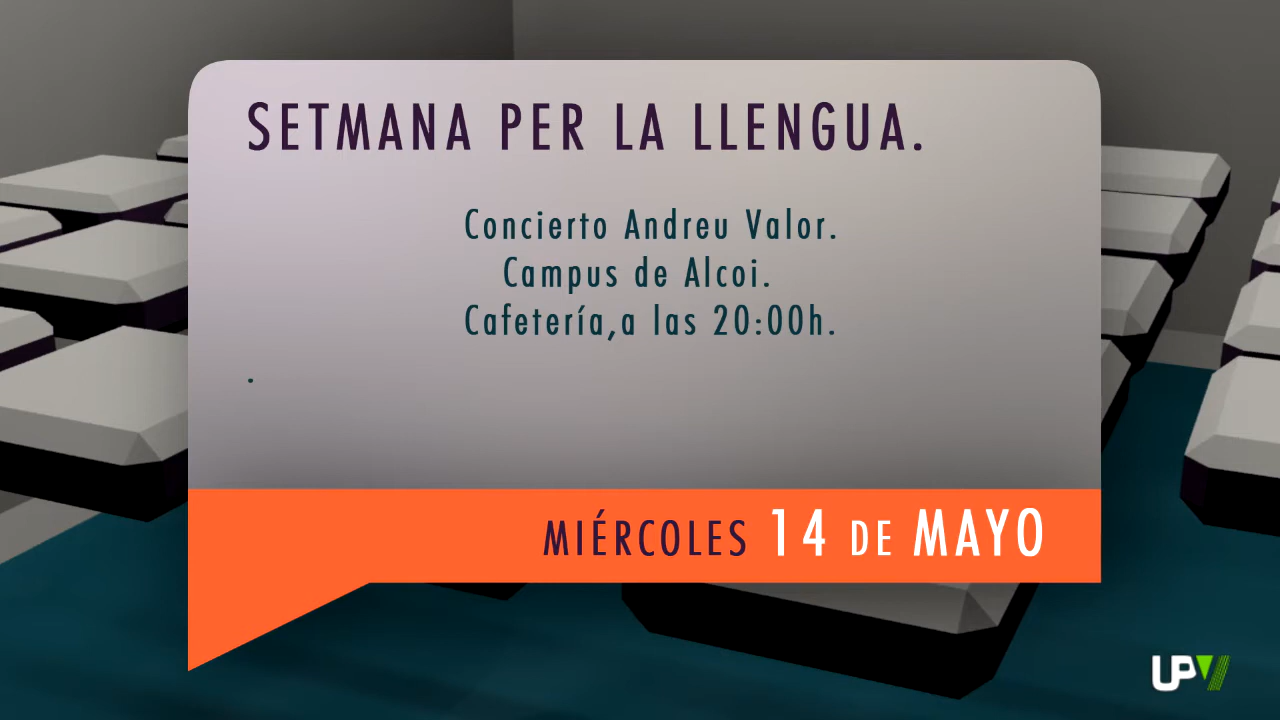 SETMANA PER LA LLENGUA.
Concierto Andreu Valor.
Campus de Alcoi.
Cafetería,a las 20:00h.
.
MIÉRCOLES 14 DE MAYO
UPV